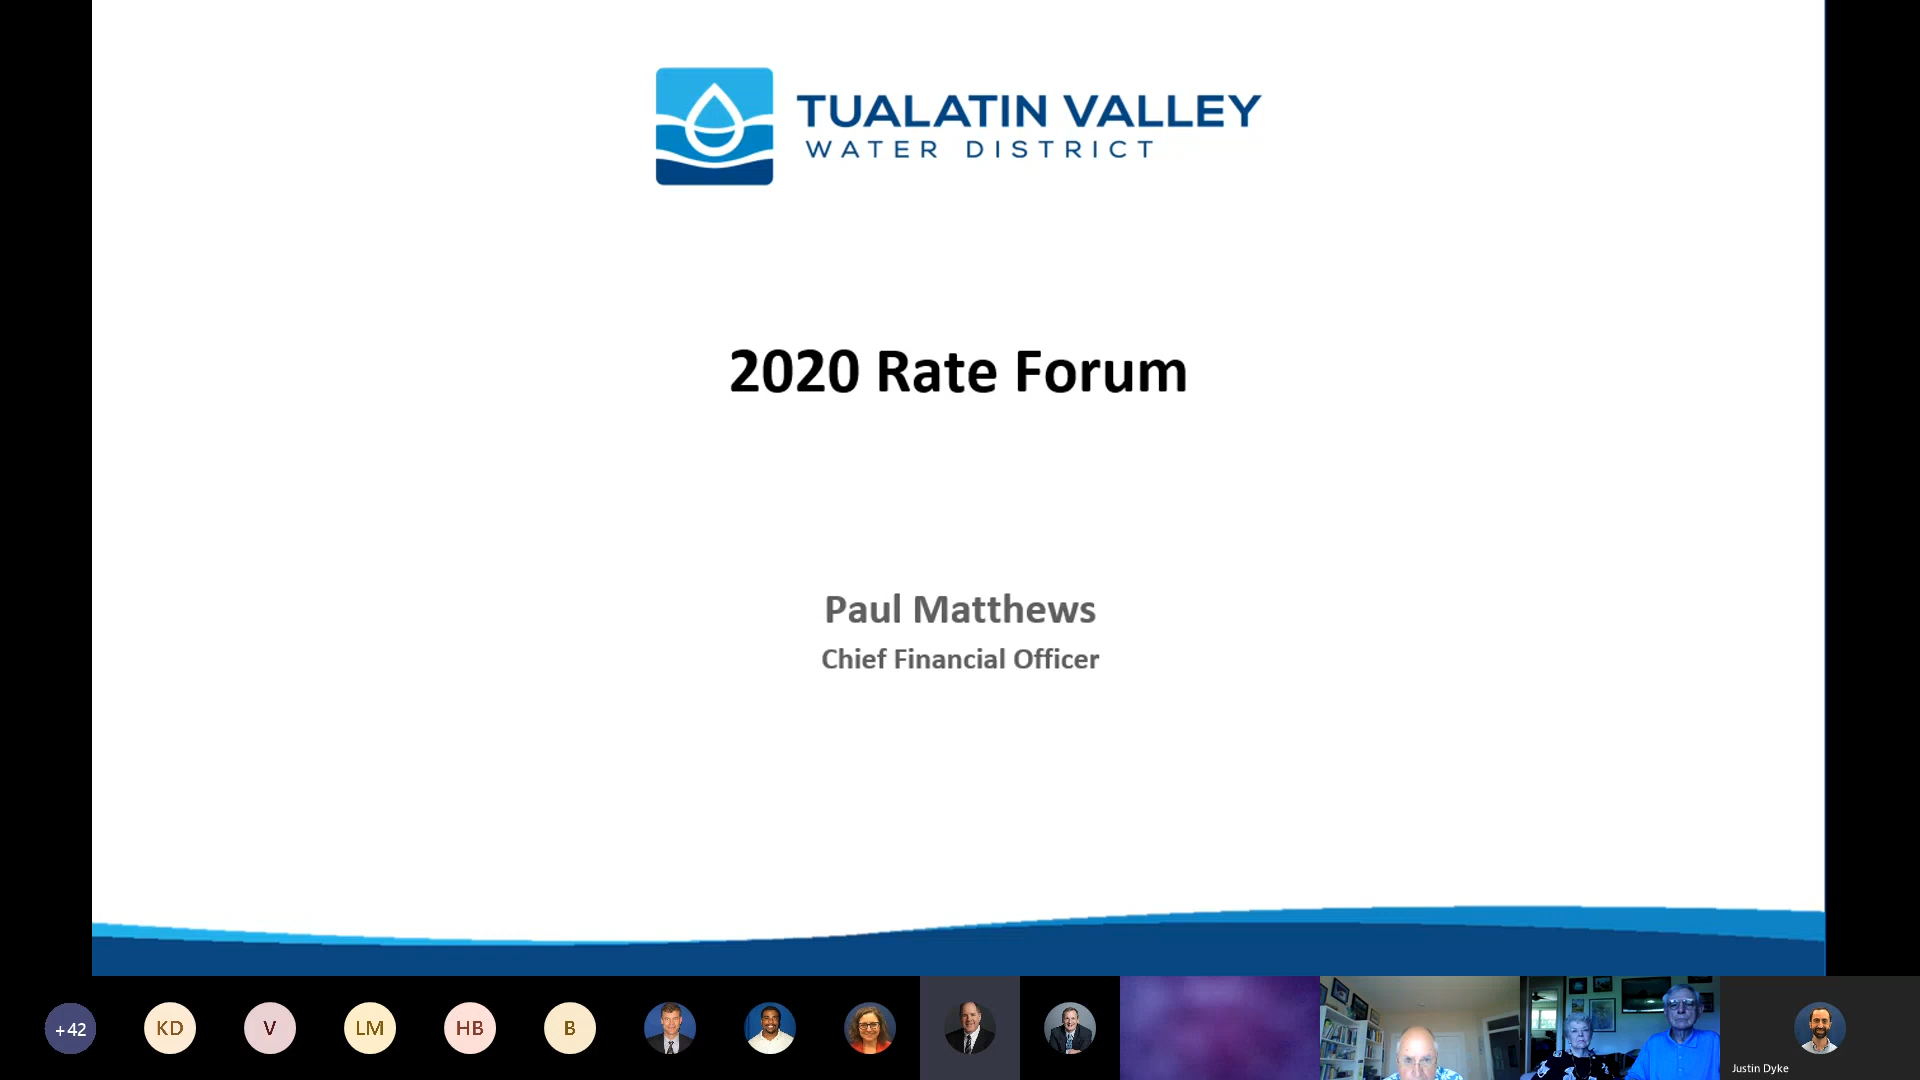 TUALATIN VALLEY
WATER DISTRICT
2020 Rate Forum
Paul Matthews
Chief Financial Officer
+42
KD
V
LM
HB
B
Justin Dyke